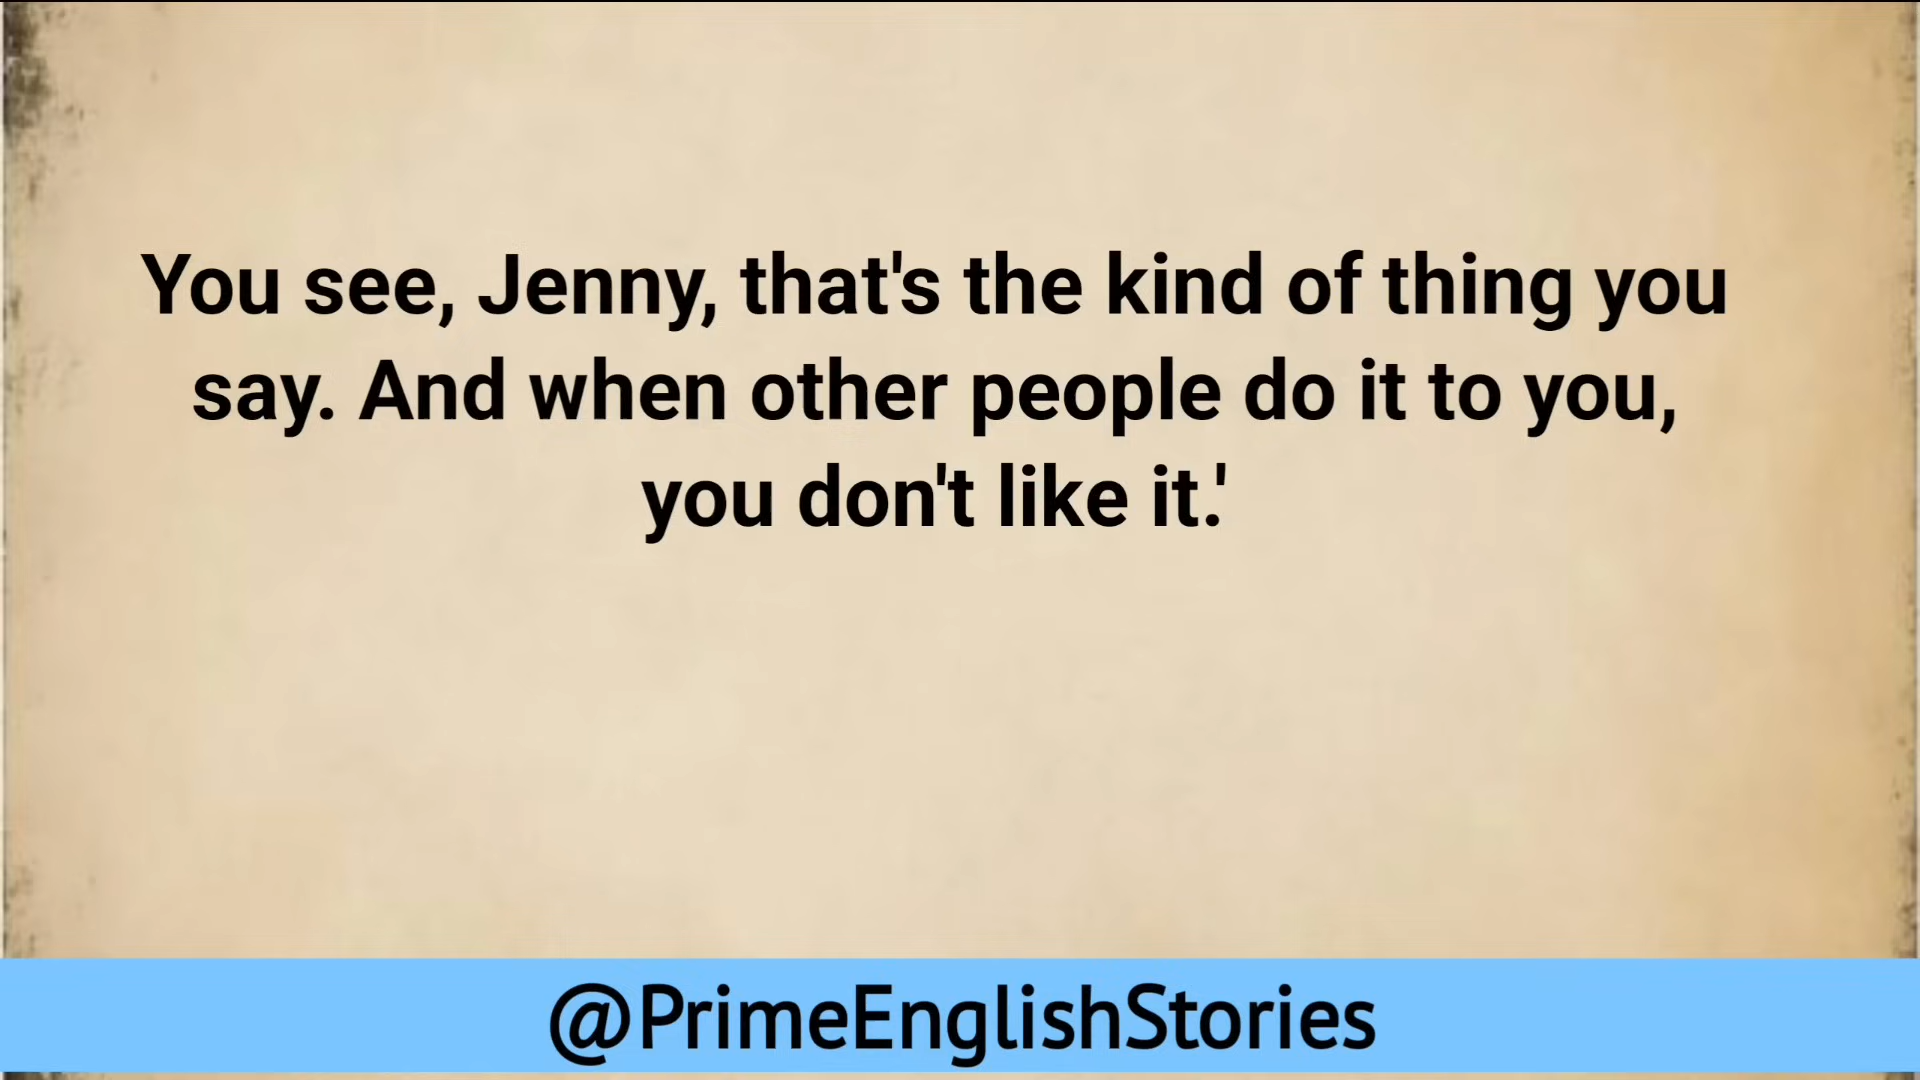 You see, Jenny, that's the kind of thing you
say. And when other people do it to you,
you don't like it.'
@PrimeEnglishStories